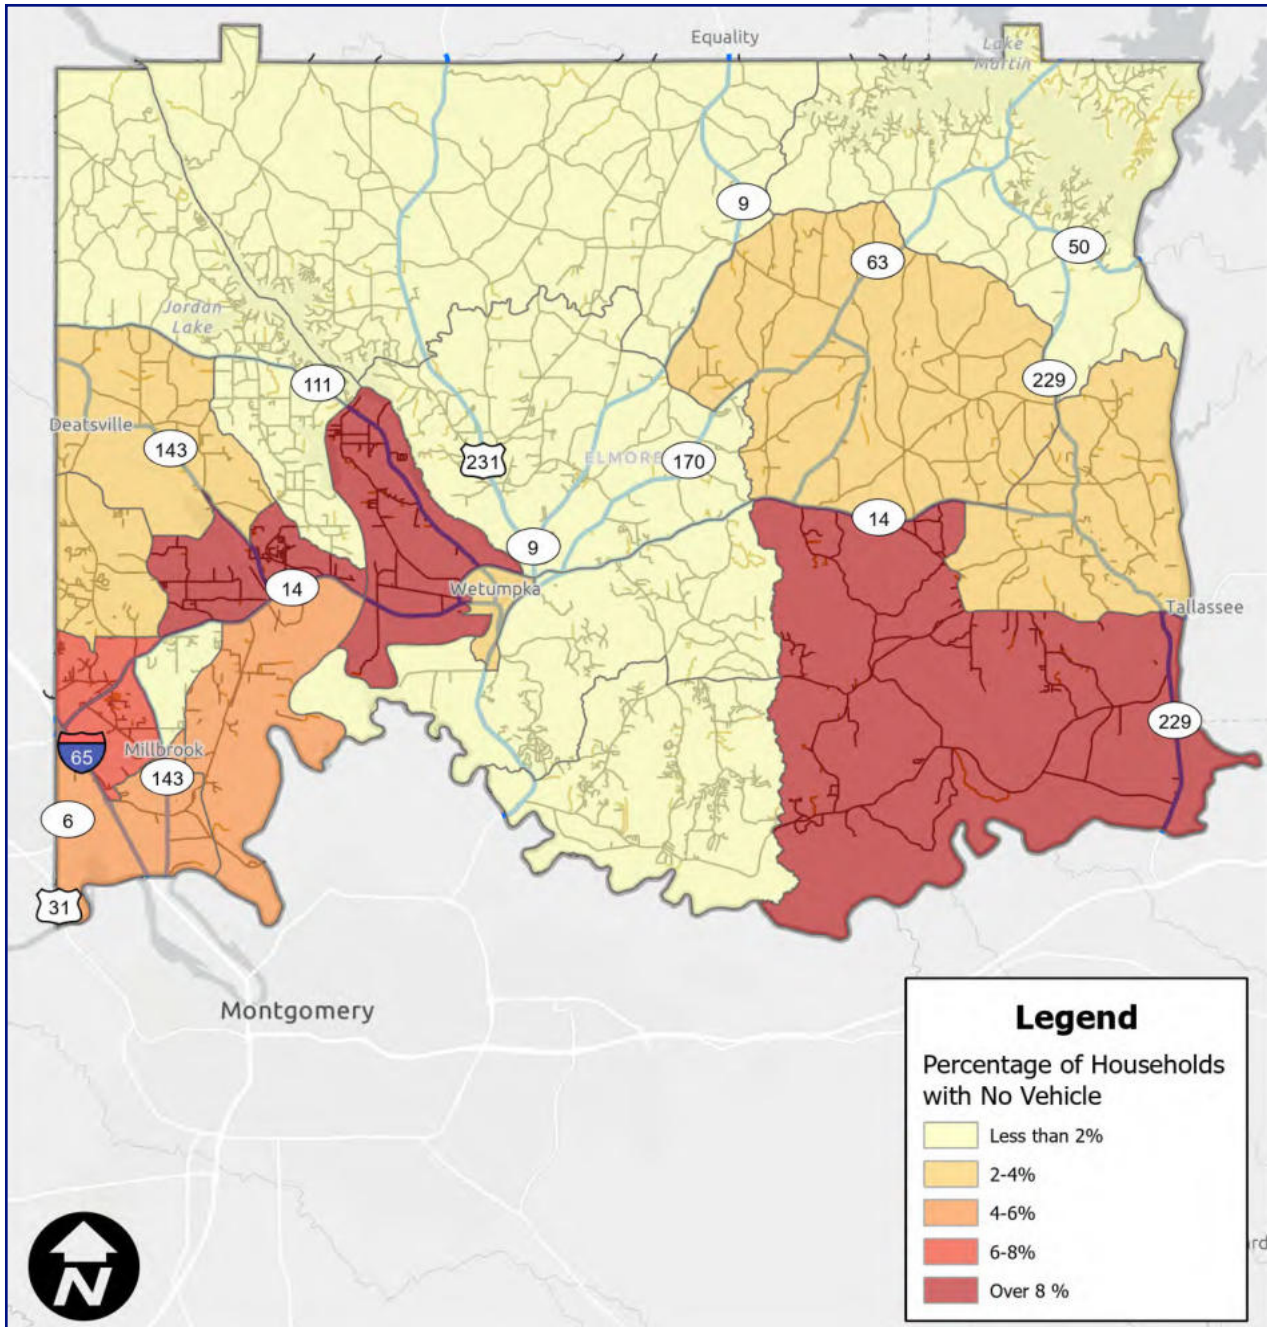 Equality
Lake
Martin
9
63
50
Jordan
Lake
111
229
Deatsville
143
231
ELMORE
170
14
9
14
Wetumpka
Tallassee
229
65
Millbrook
143
6
31
Montgomery
Legend
Percentage of Households
with No Vehicle
Less than 2%
2-4%
4-6%
6-8%
Over 8 %
N